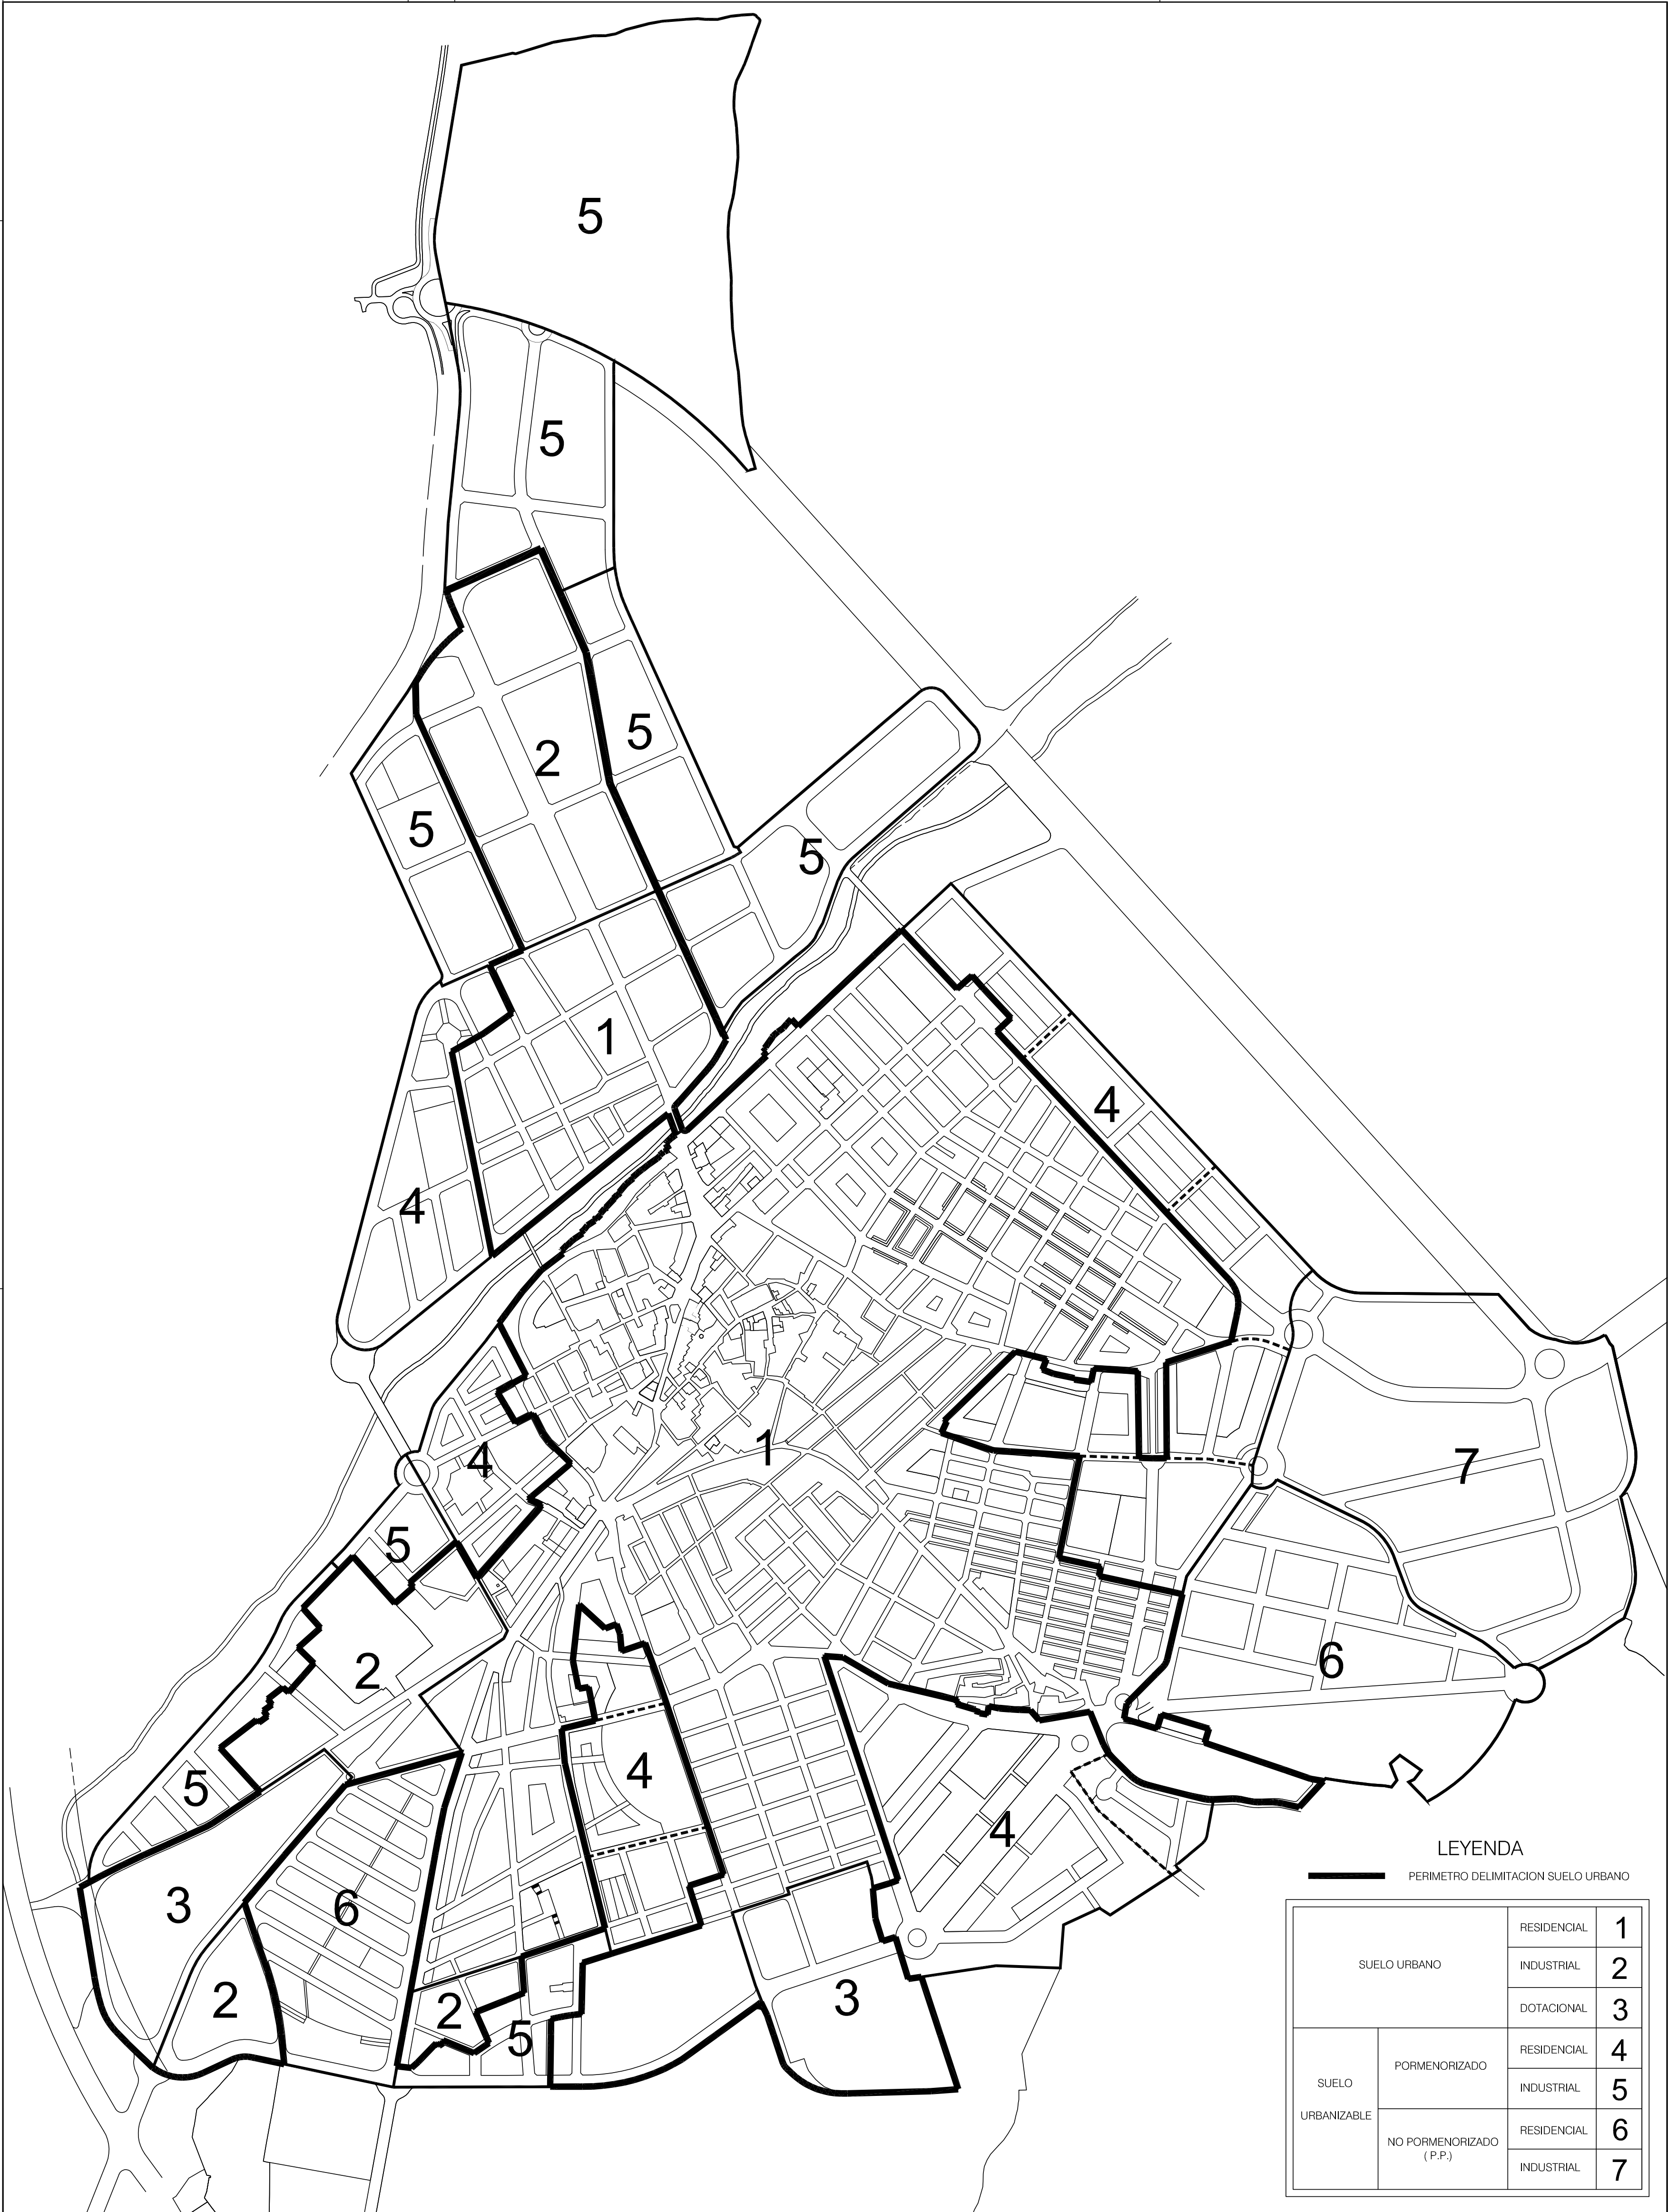 5
5
2
5
5
5
1
4
4
4
1
7
5
6
2
4
5
4
3
6
2
2
5
3
LEYENDA
PERIMETRO DELIMITACION SUELO URBANO
SUELO URBANO
RESIDENCIAL 1
INDUSTRIAL 2
DOTACIONAL 3
SUELO
URBANIZABLE
PORMENORIZADO
RESIDENCIAL 4
INDUSTRIAL 5
NO PORMENORIZADO
( P.P.)
RESIDENCIAL 6
INDUSTRIAL 7